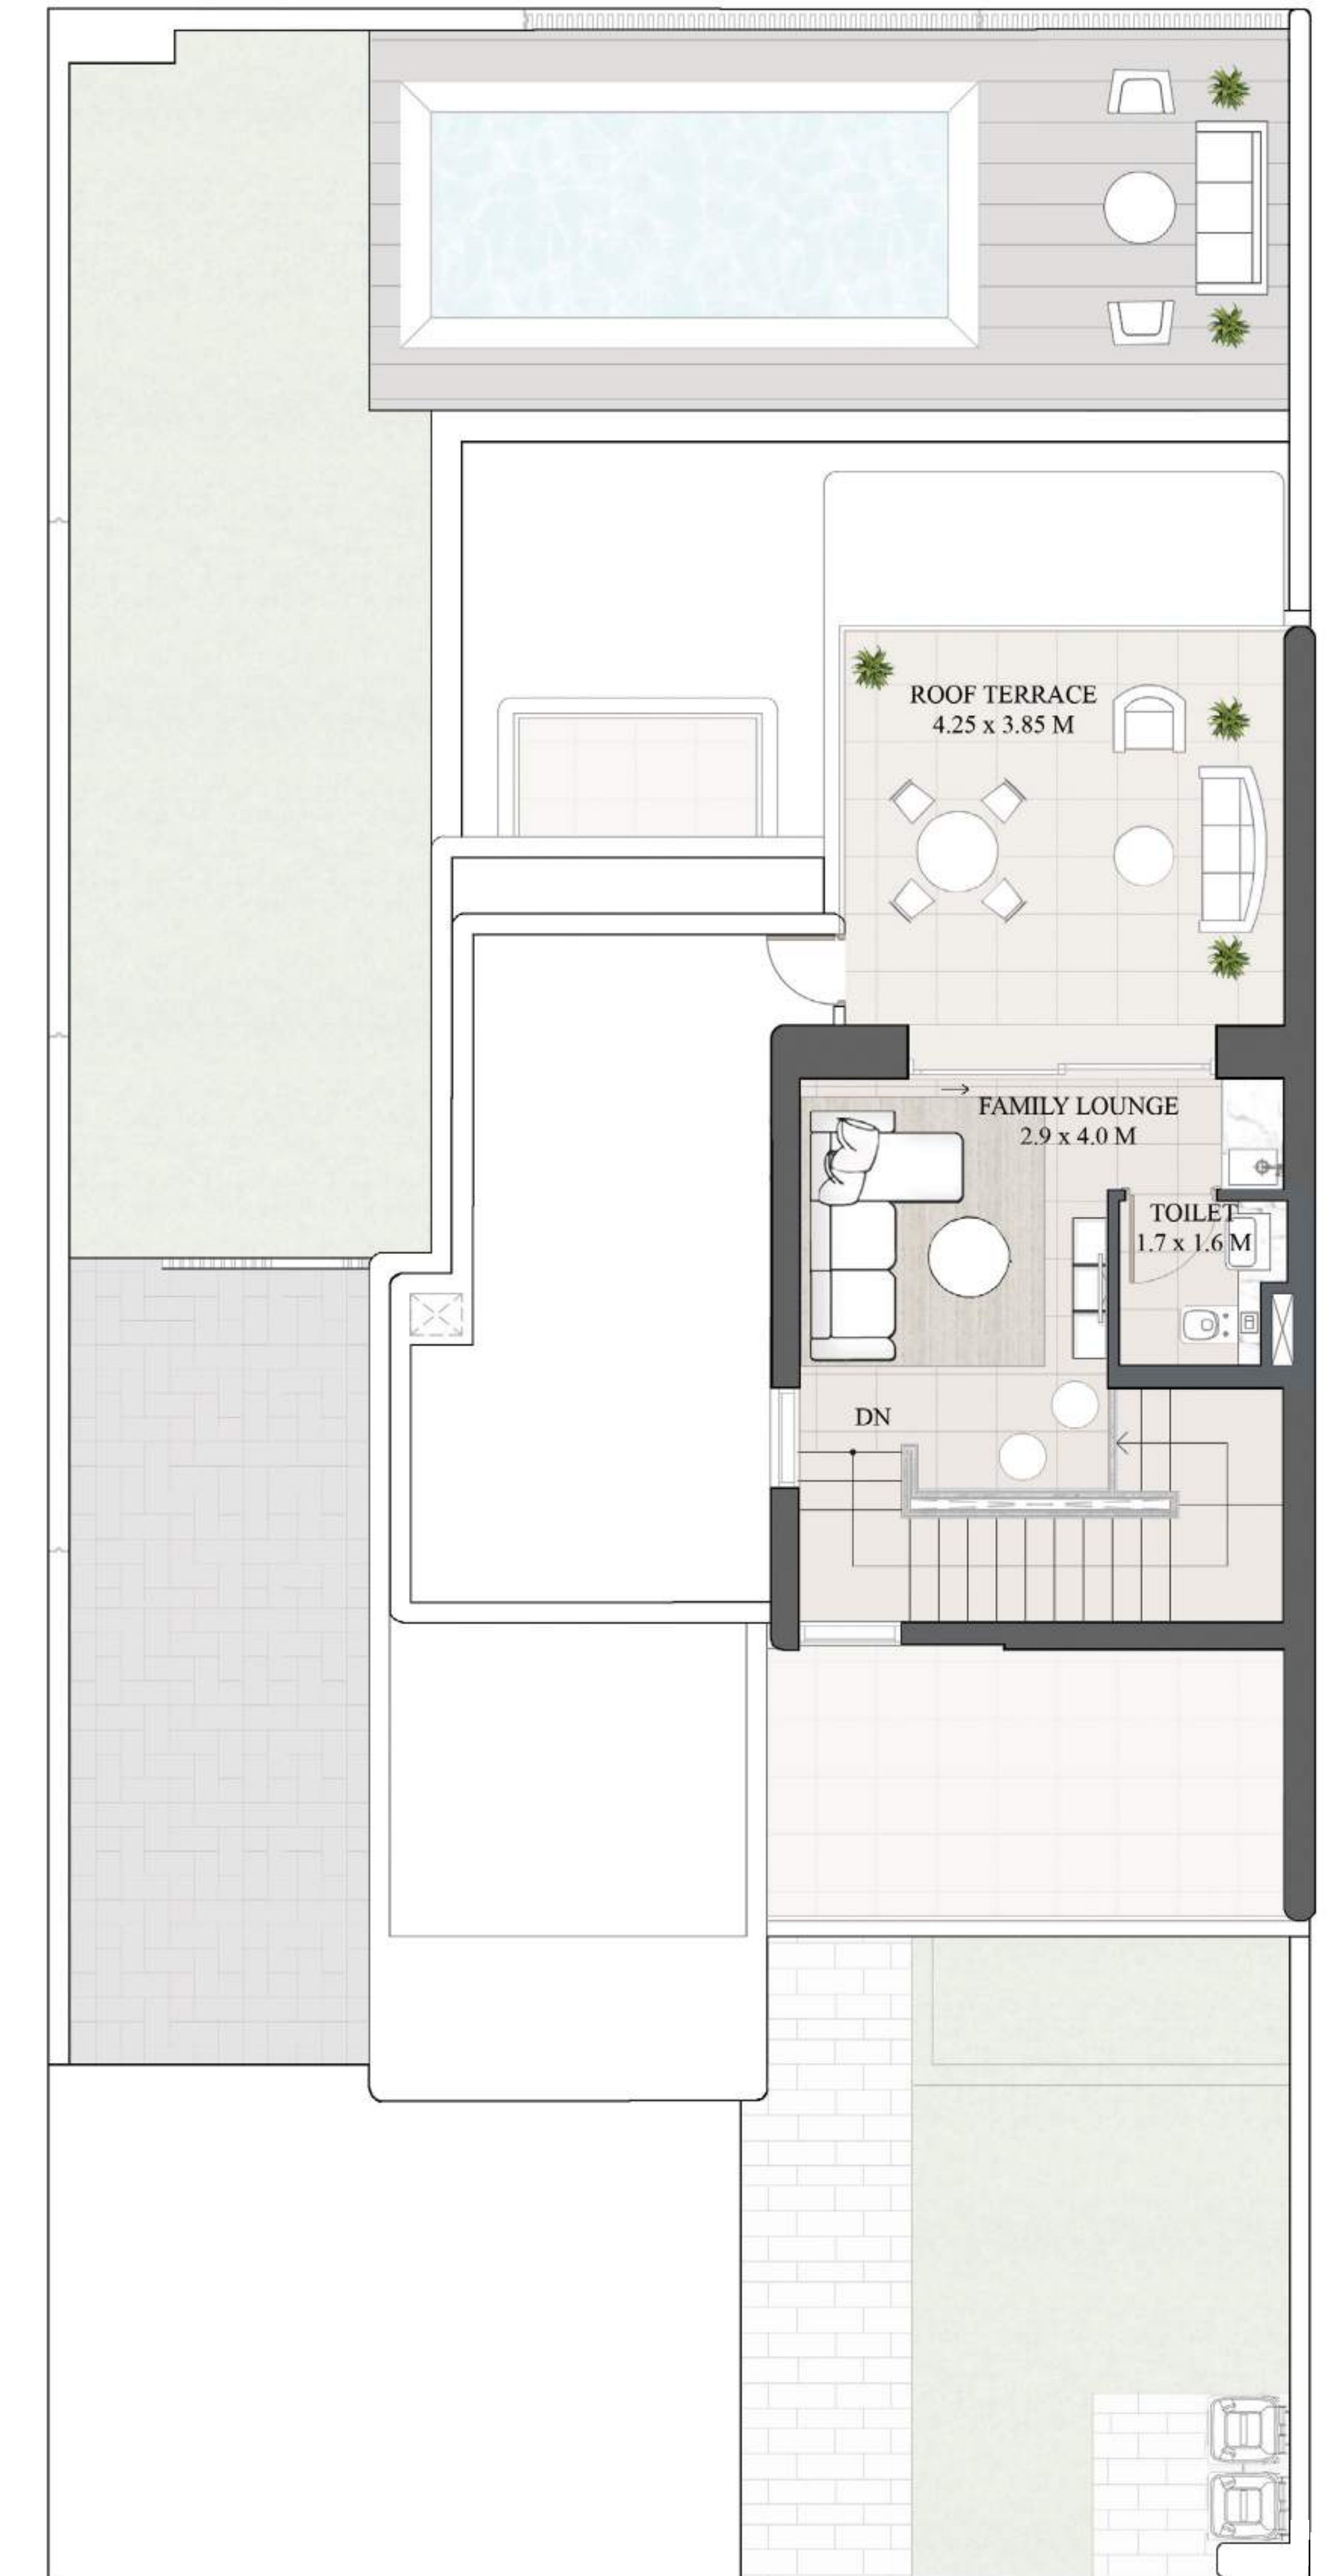 ROOF TERRACE
4.25 x 3.85 M
FAMILY LOUNGE
2.9 x 4.0 M
TOILET
1.7 x 1.6 M
DN